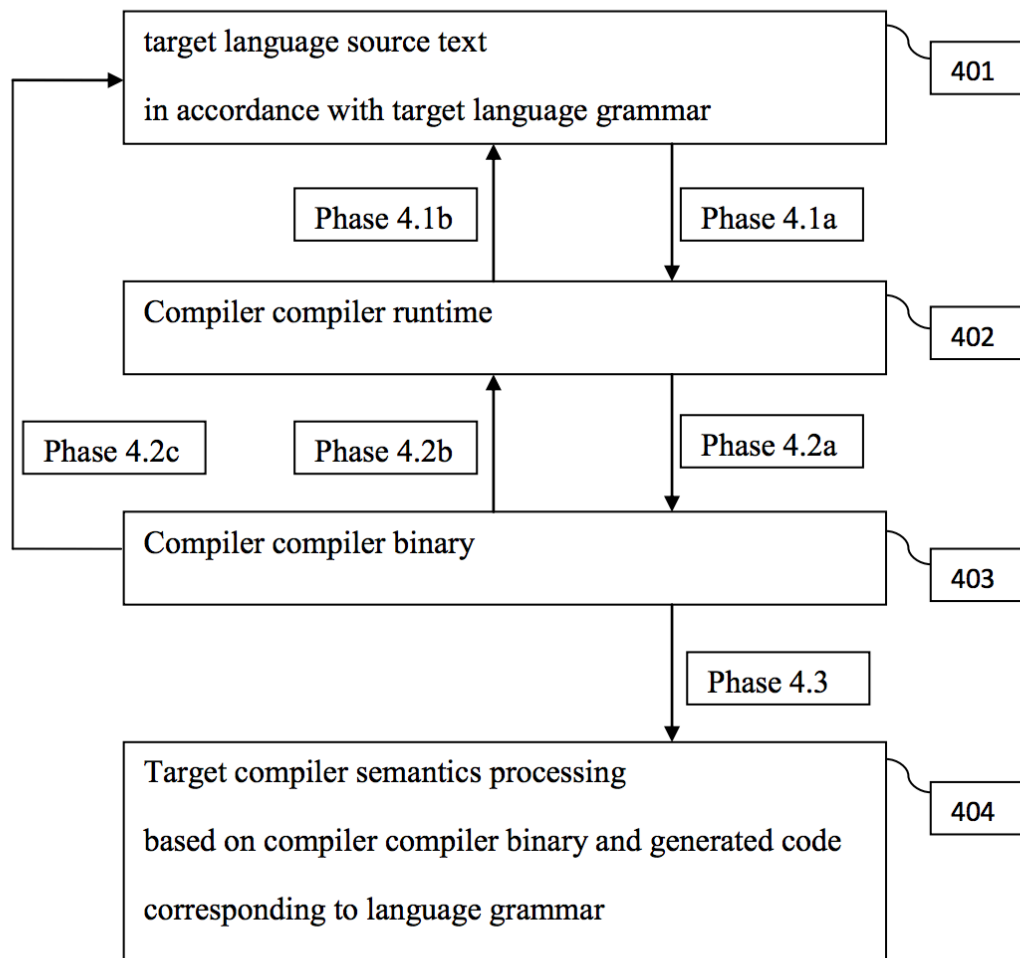 target language source text
401
in accordance with target language grammar
Phase 4.1b
Phase 4.1a
Compiler compiler runtime
402
Phase 4.2c
Phase 4.2b
Phase 4.2a
Compiler compiler binary
403
Phase 4.3
Target compiler semantics processing
404
based on compiler compiler binary and generated code
corresponding to language grammar